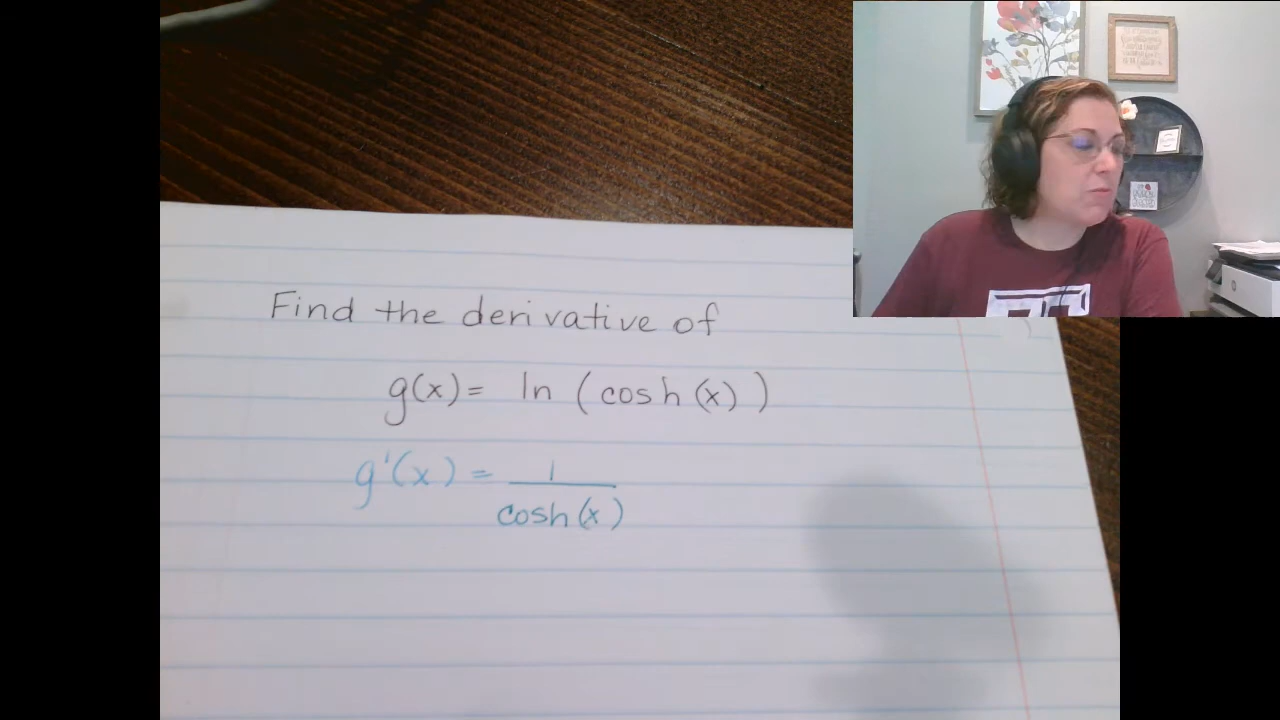 Find the derivative of
g(x) = ln (cosh(x))
g'(x) = 1/cosh(x)